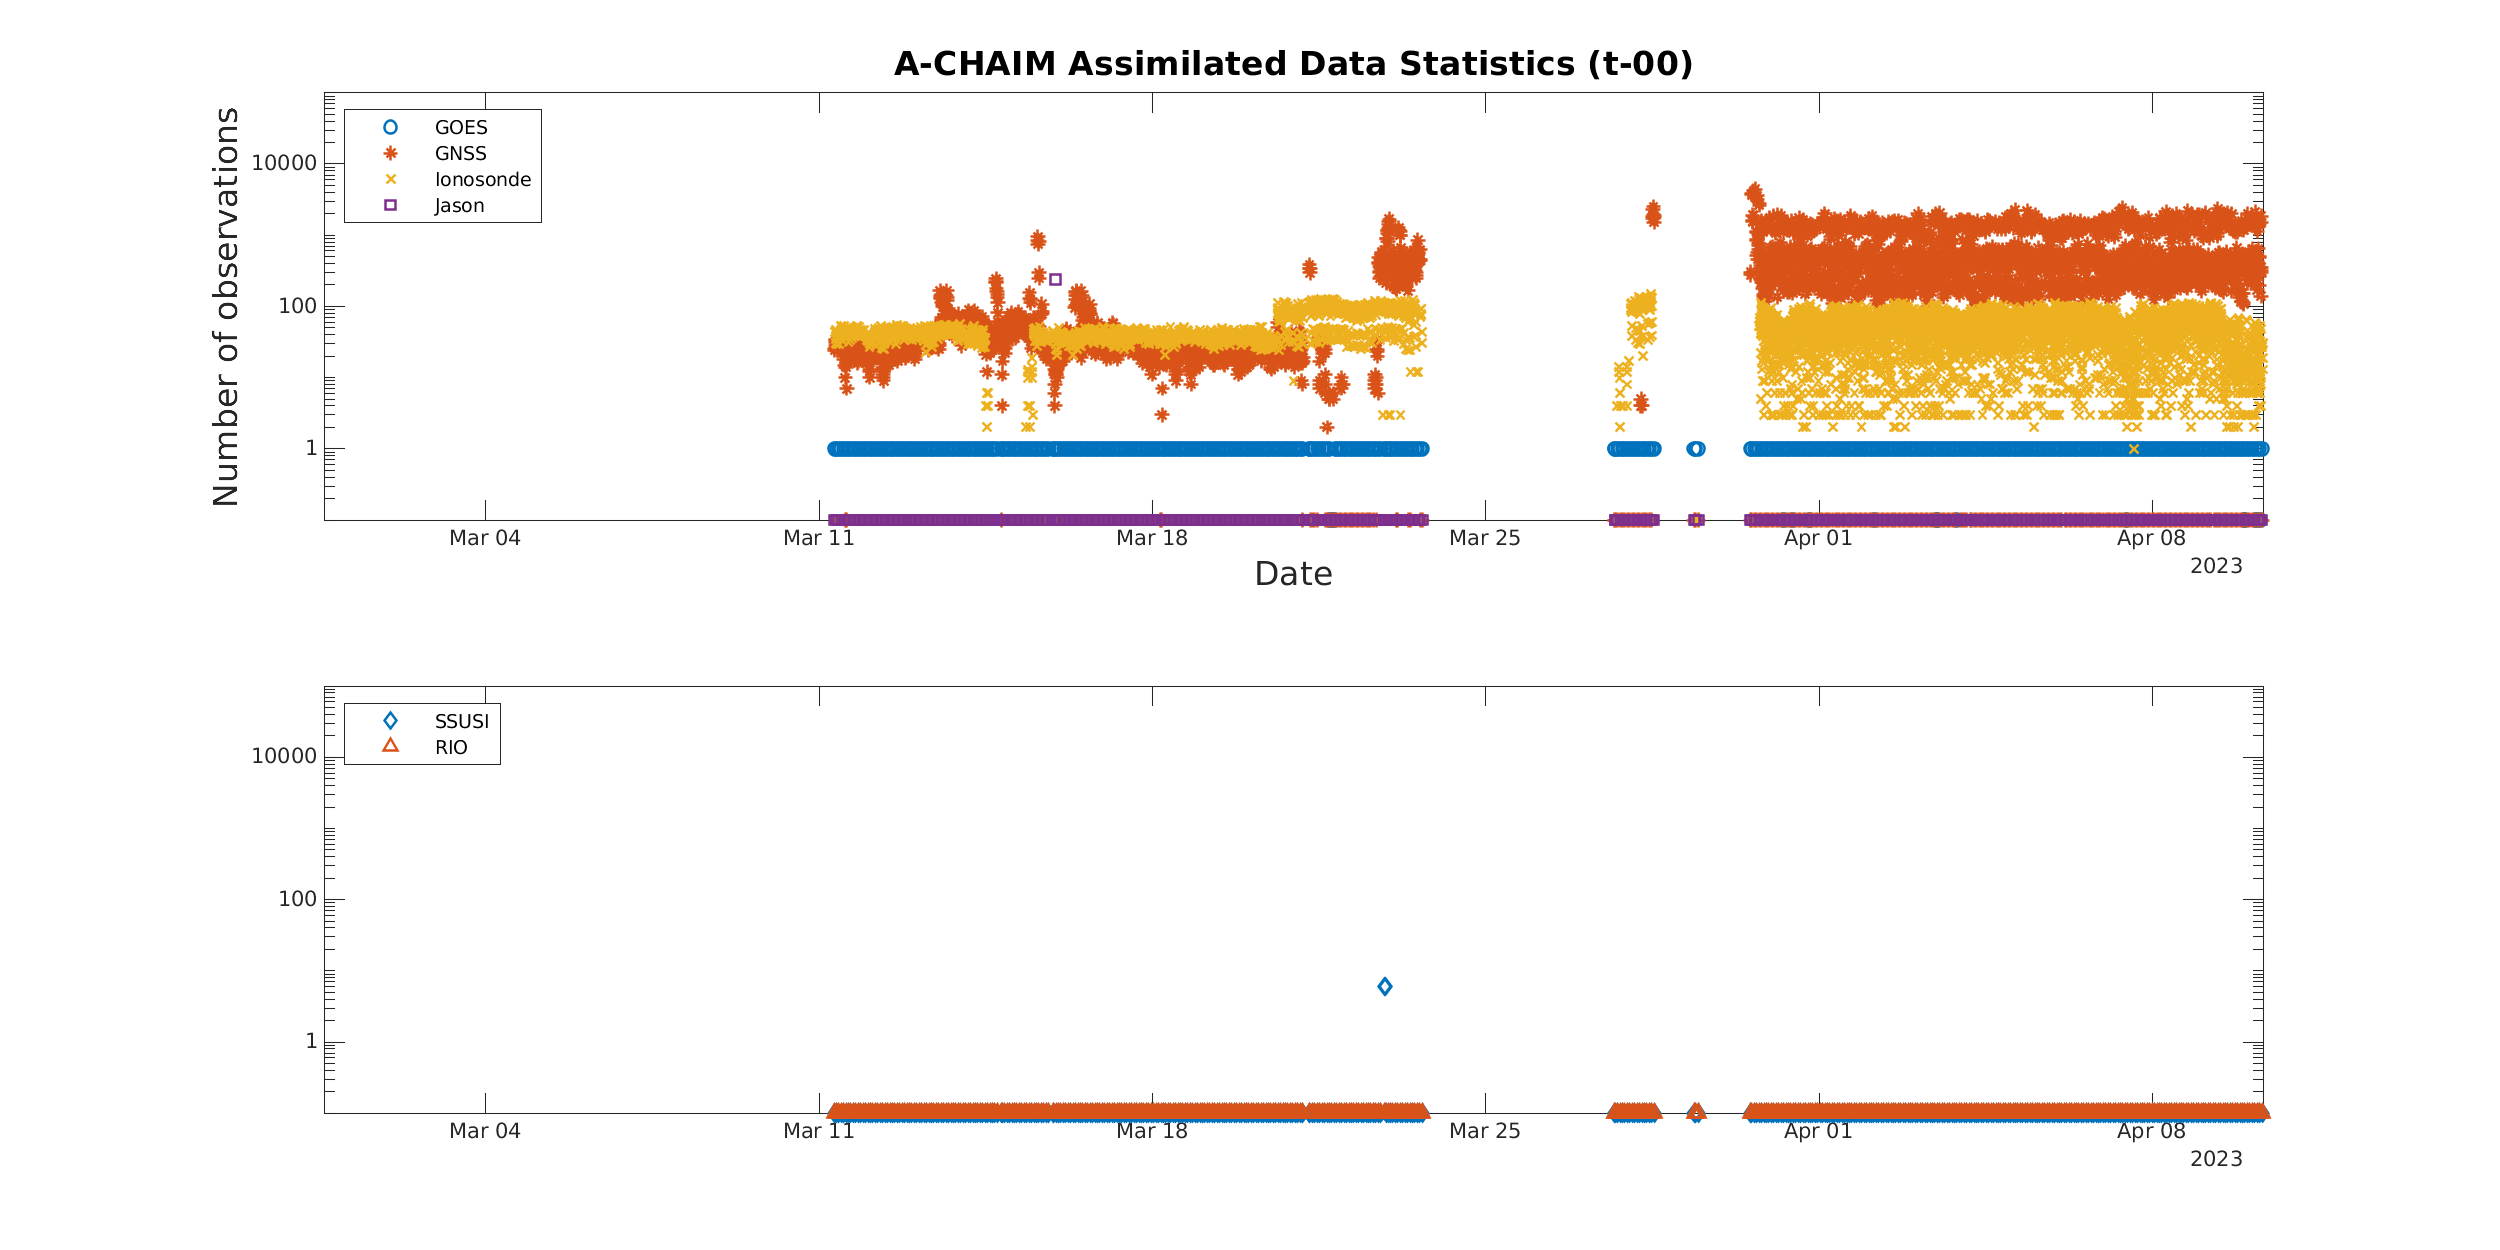 A-CHAIM Assimilated Data Statistics (t-00)
Number of observations
GOES
GNSS
Ionosonde
Jason
10000
100
1
Mar 04 Mar 11 Mar 18 Mar 25 Apr 01 Apr 08
2023
Date
SSUSI
RIO
10000
100
1
Mar 04 Mar 11 Mar 18 Mar 25 Apr 01 Apr 08
2023